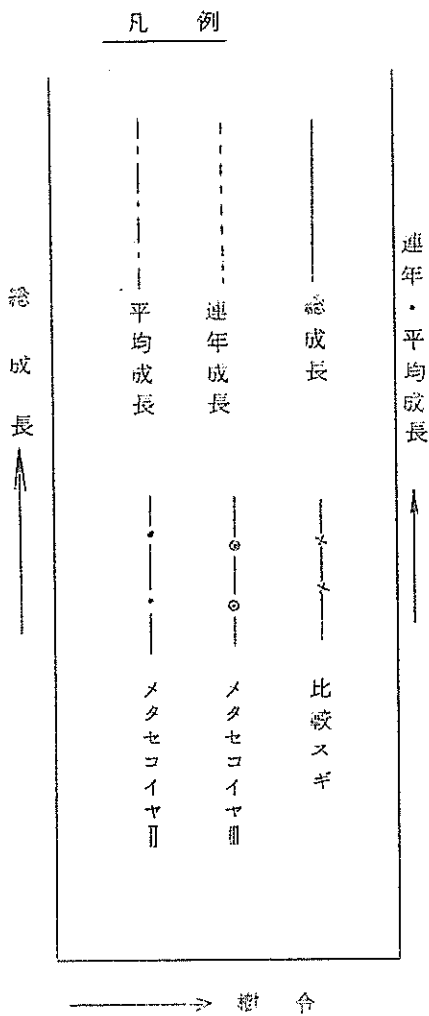 凡例
総成長
連年・平均成長
総成長
連年成長
平均成長
比較スギ
メタセコイヤⅢ
メタセコイヤⅡ
樹令